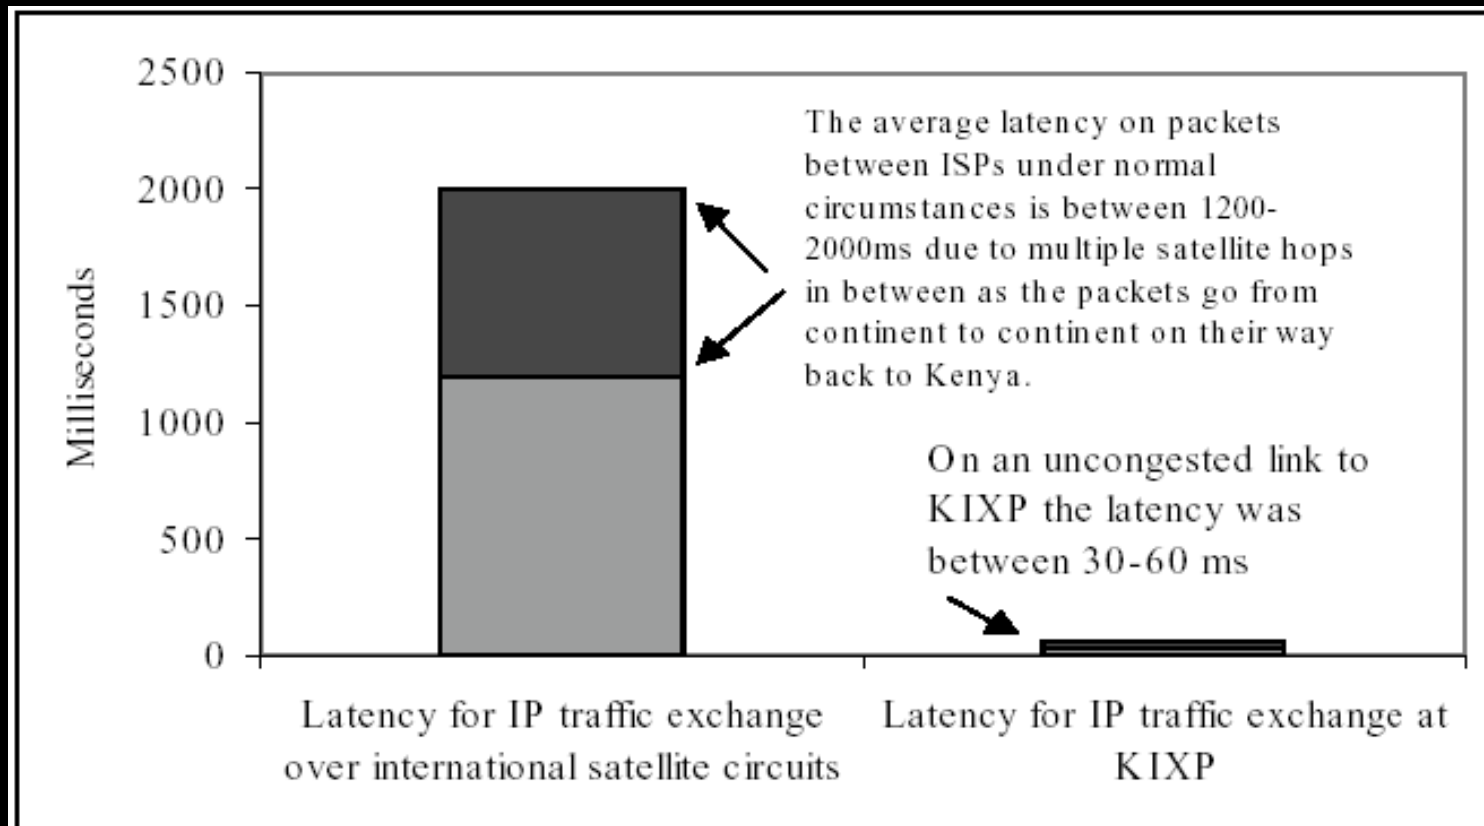 2500
2000
1500
1000
500
0
Milliseconds
The average latency on packets
between ISPs under normal
circumstances is between 1200-
2000ms due to multiple satellite hops
in between as the packets go from
continent to continent on their way
back to Kenya.
On an uncongested link to
KIXP the latency was
between 30-60 ms
Latency for IP traffic exchange
over international satellite circuits
Latency for IP traffic exchange at
KIXP